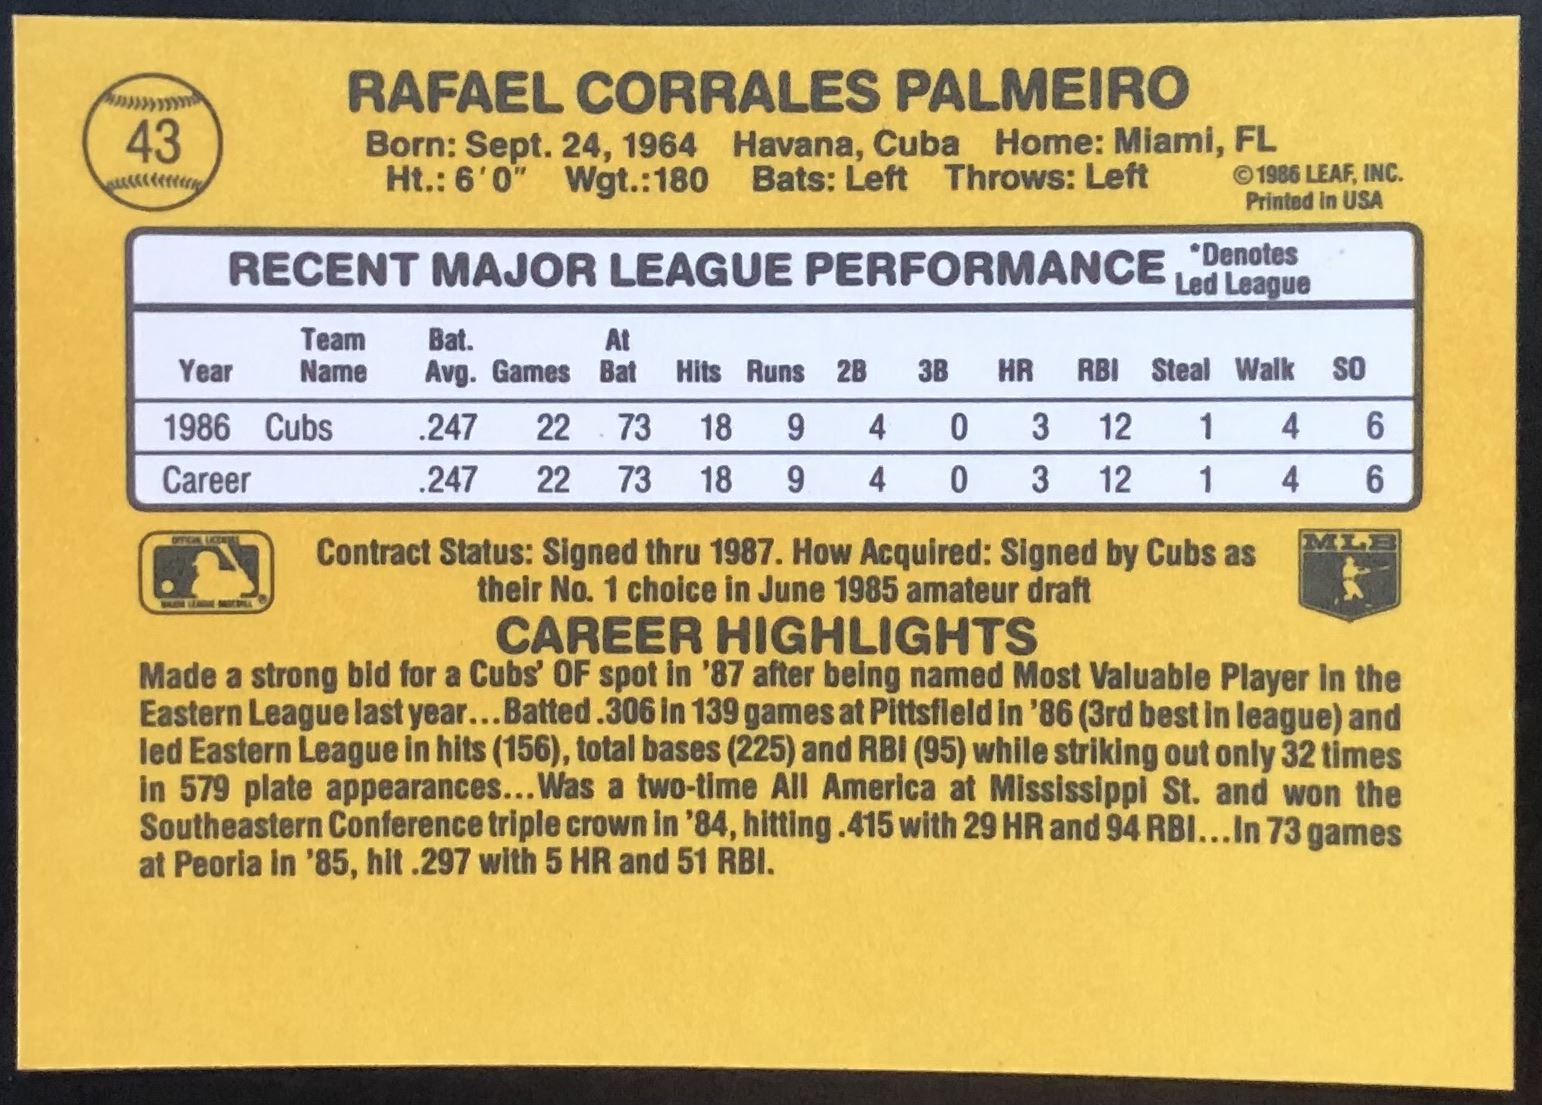 43
RAFAEL CORRALES PALMEIRO
Born: Sept. 24, 1964 Havana, Cuba Home: Miami, FL
Ht.: 6'0" Wgt.:180 Bats: Left Throws: Left
©1986 LEAF, INC.
Printed in USA
RECENT MAJOR LEAGUE PERFORMANCE
*Denotes
Led League
Year Team Name Bat. Avg. Games At Bat Hits Runs 2B 3B HR RBI Steal Walk SO
1986 Cubs .247 22 73 18 9 4 0 3 12 1 4 6
Career .247 22 73 18 9 4 0 3 12 1 4 6
OFFICIAL LICENSEE
MAJOR LEAGUE BASEBALL
®
Contract Status: Signed thru 1987. How Acquired: Signed by Cubs as
their No. 1 choice in June 1985 amateur draft
MLB
CAREER HIGHLIGHTS
Made a strong bid for a Cubs' OF spot in '87 after being named Most Valuable Player in the
Eastern League last year...Batted .306 in 139 games at Pittsfield in '86 (3rd best in league) and
led Eastern League in hits (156), total bases (225) and RBI (95) while striking out only 32 times
in 579 plate appearances...Was a two-time All America at Mississippi St. and won the
Southeastern Conference triple crown in '84, hitting .415 with 29 HR and 94 RBI...In 73 games
at Peoria in '85, hit .297 with 5 HR and 51 RBI.